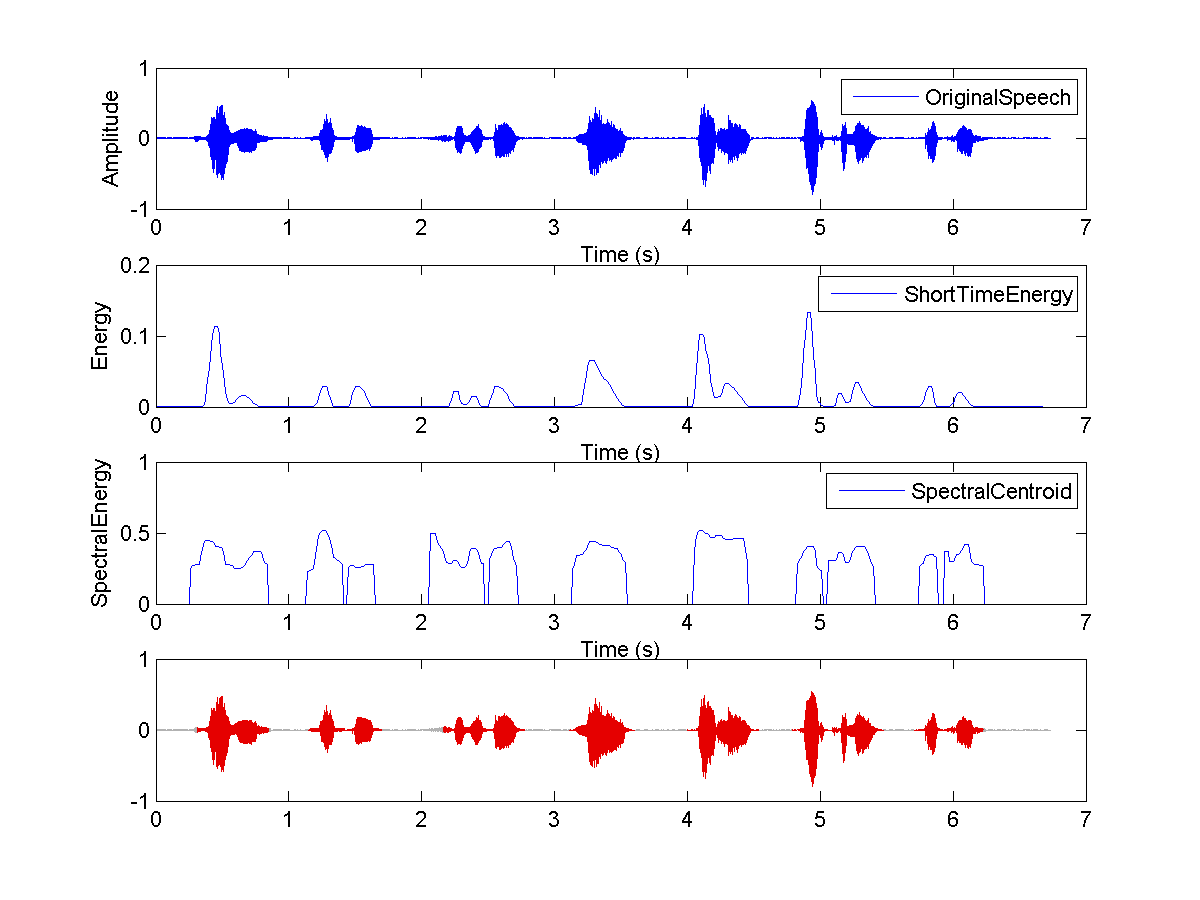 1
0
-1
Amplitude
OriginalSpeech
0 1 2 3 4 5 6 7
Time (s)
0.2
0.1
0
Energy
ShortTimeEnergy
0 1 2 3 4 5 6 7
Time (s)
1
0.5
0
SpectralEnergy
SpectralCentroid
0 1 2 3 4 5 6 7
Time (s)
1
0
-1
0 1 2 3 4 5 6 7